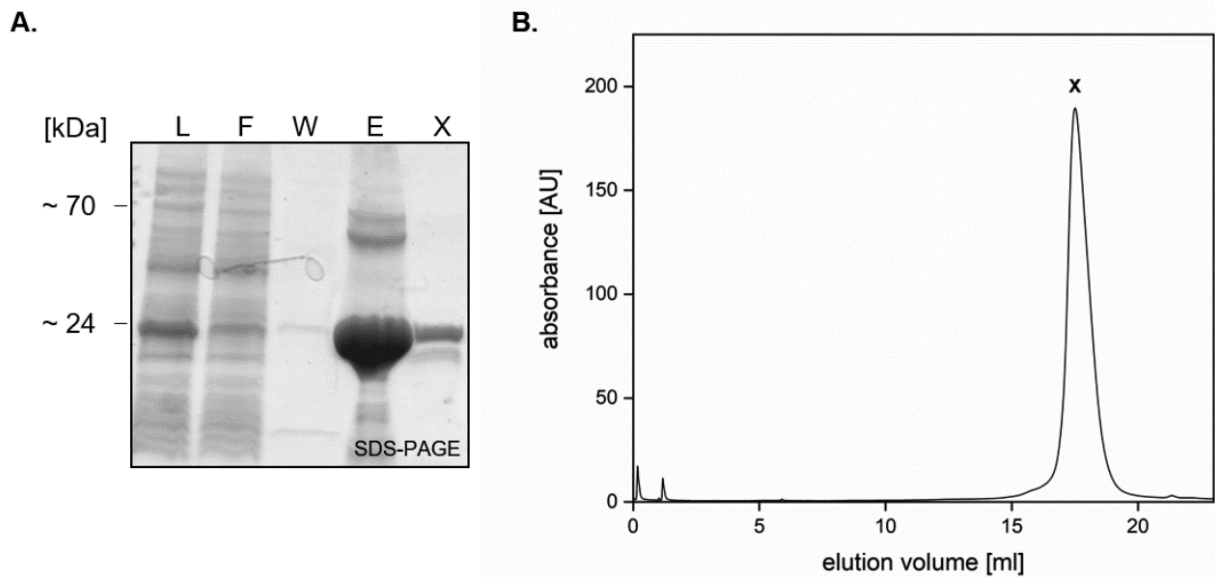 A.
[kDa] L F W E X
~ 70
~ 24
SDS-PAGE
B.
absorbance [AU]
200
150
100
50
0
X
0 5 10 15 20
elution volume [ml]